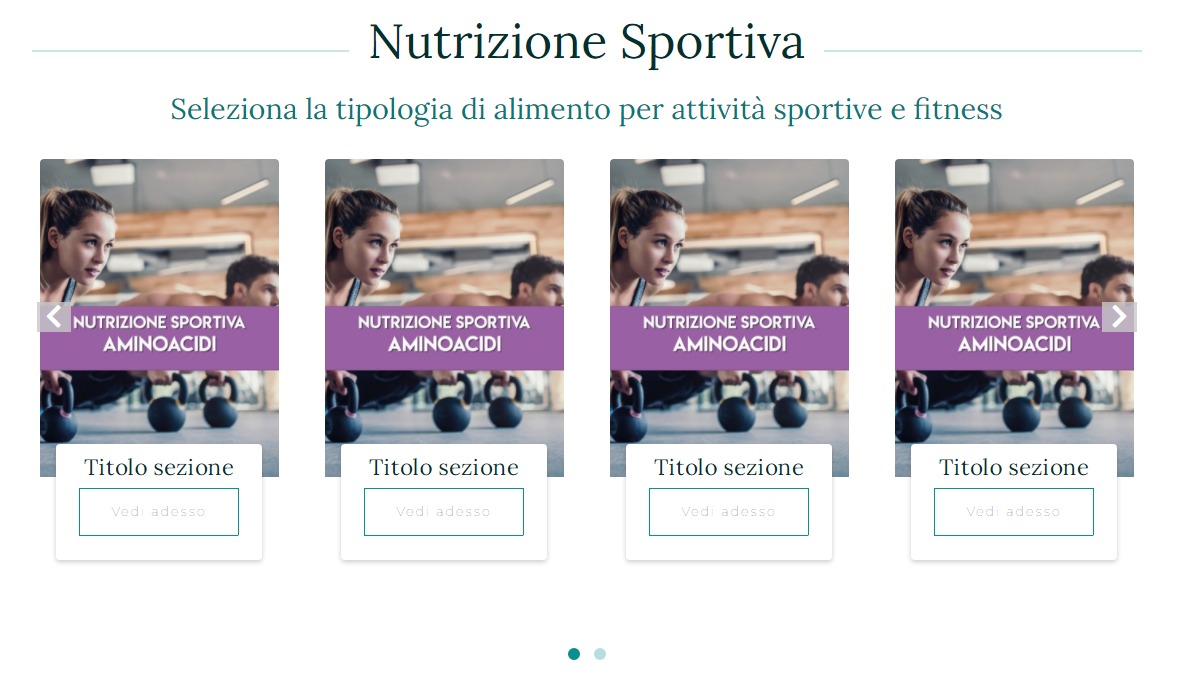 Nutrizione Sportiva
Seleziona la tipologia di alimento per attività sportive e fitness
NUTRIZIONE SPORTIVA
AMINOACIDI
Titolo sezione
Vedi adesso
NUTRIZIONE SPORTIVA
AMINOACIDI
Titolo sezione
Vedi adesso
NUTRIZIONE SPORTIVA
AMINOACIDI
Titolo sezione
Vedi adesso
NUTRIZIONE SPORTIVA
AMINOACIDI
Titolo sezione
Vedi adesso